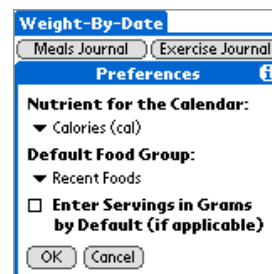 Weight-By-Date
Meals Journal Exercise Journal
Preferences i
Nutrient for the Calendar:
Calories (cal)
Default Food Group:
Recent Foods
Enter Servings in Grams
by Default (if applicable)
OK Cancel